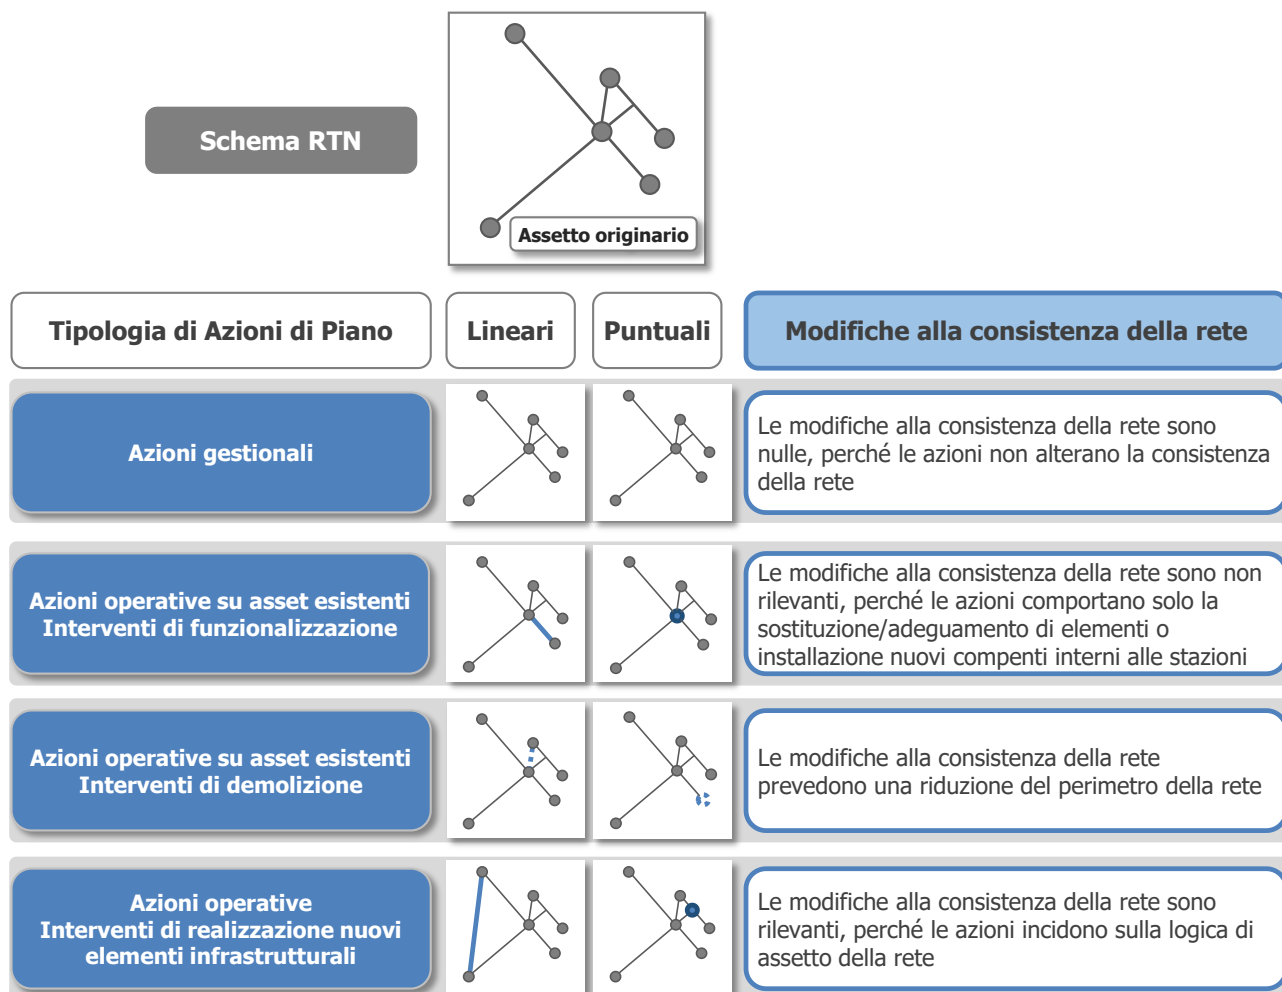 Schema RTN
Assetto originario
Tipologia di Azioni di Piano
Lineari
Puntuali
Modifiche alla consistenza della rete
Azioni gestionali
Le modifiche alla consistenza della rete sono
nulle, perché le azioni non alterano la consistenza
della rete
Azioni operative su asset esistenti
Interventi di funzionalizzazione
Le modifiche alla consistenza della rete sono non
rilevanti, perché le azioni comportano solo la
sostituzione/adeguamento di elementi o
installazione nuovi compenti interni alle stazioni
Azioni operative su asset esistenti
Interventi di demolizione
Le modifiche alla consistenza della rete
prevedono una riduzione del perimetro della rete
Azioni operative
Interventi di realizzazione nuovi
elementi infrastrutturali
Le modifiche alla consistenza della rete sono
rilevanti, perché le azioni incidono sulla logica di
assetto della rete